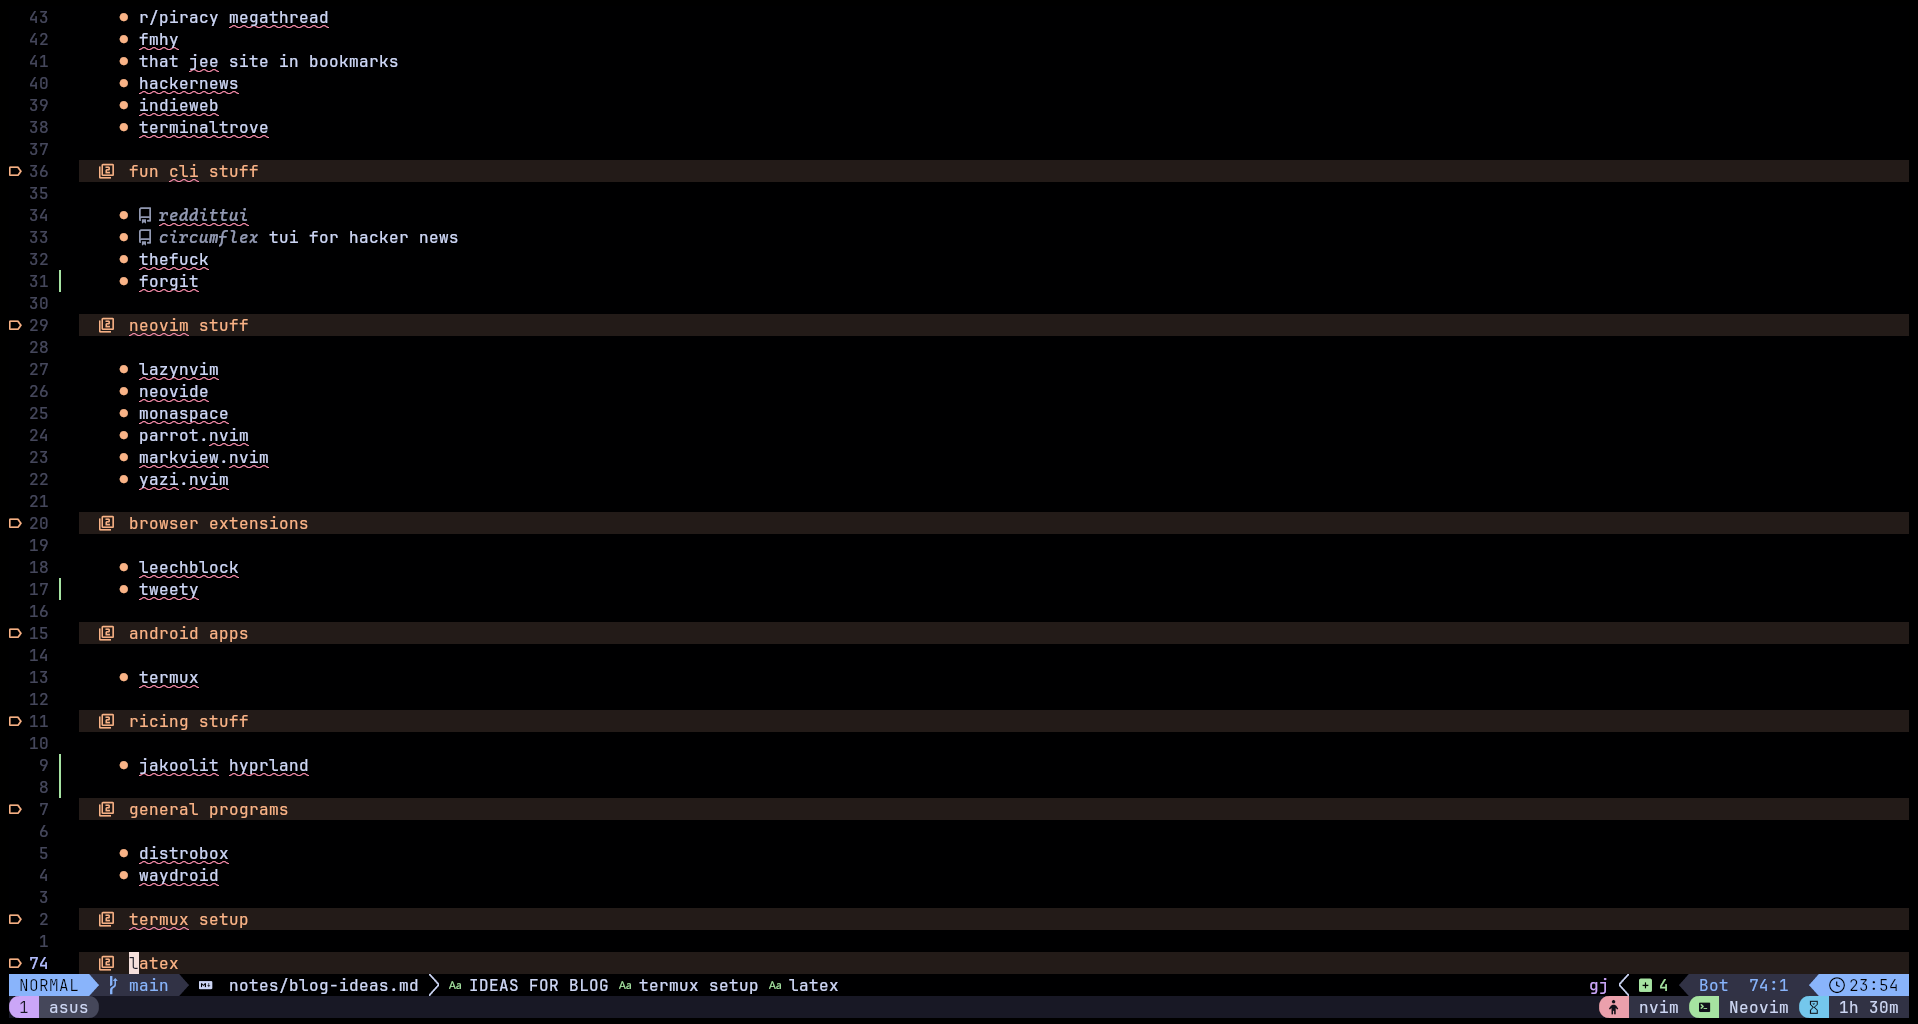 43 r/piracy megathread
42 fmhy
41 that jee site in bookmarks
40 hackernews
39 indieweb
38 terminaltrove
37
36 fun cli stuff
35
34 reddittui
33 circumflex tui for hacker news
32 thefuck
31 forgit
30
29 neovim stuff
28
27 lazynvim
26 neovide
25 monaspace
24 parrot.nvim
23 markview.nvim
22 yazi.nvim
21
20 browser extensions
19
18 leechblock
17 tweety
16
15 android apps
14
13 termux
12
11 ricing stuff
10
9 jakoolit hyprland
8
7 general programs
6
5 distrobox
4 waydroid
3
2 termux setup
1
74 latex
NORMAL main notes/blog-ideas.md Aa IDEAS FOR BLOG Aa termux setup Aa latex gj 4 Bot 74:1 23:54
1 asus nvim Neovim 1h 30m